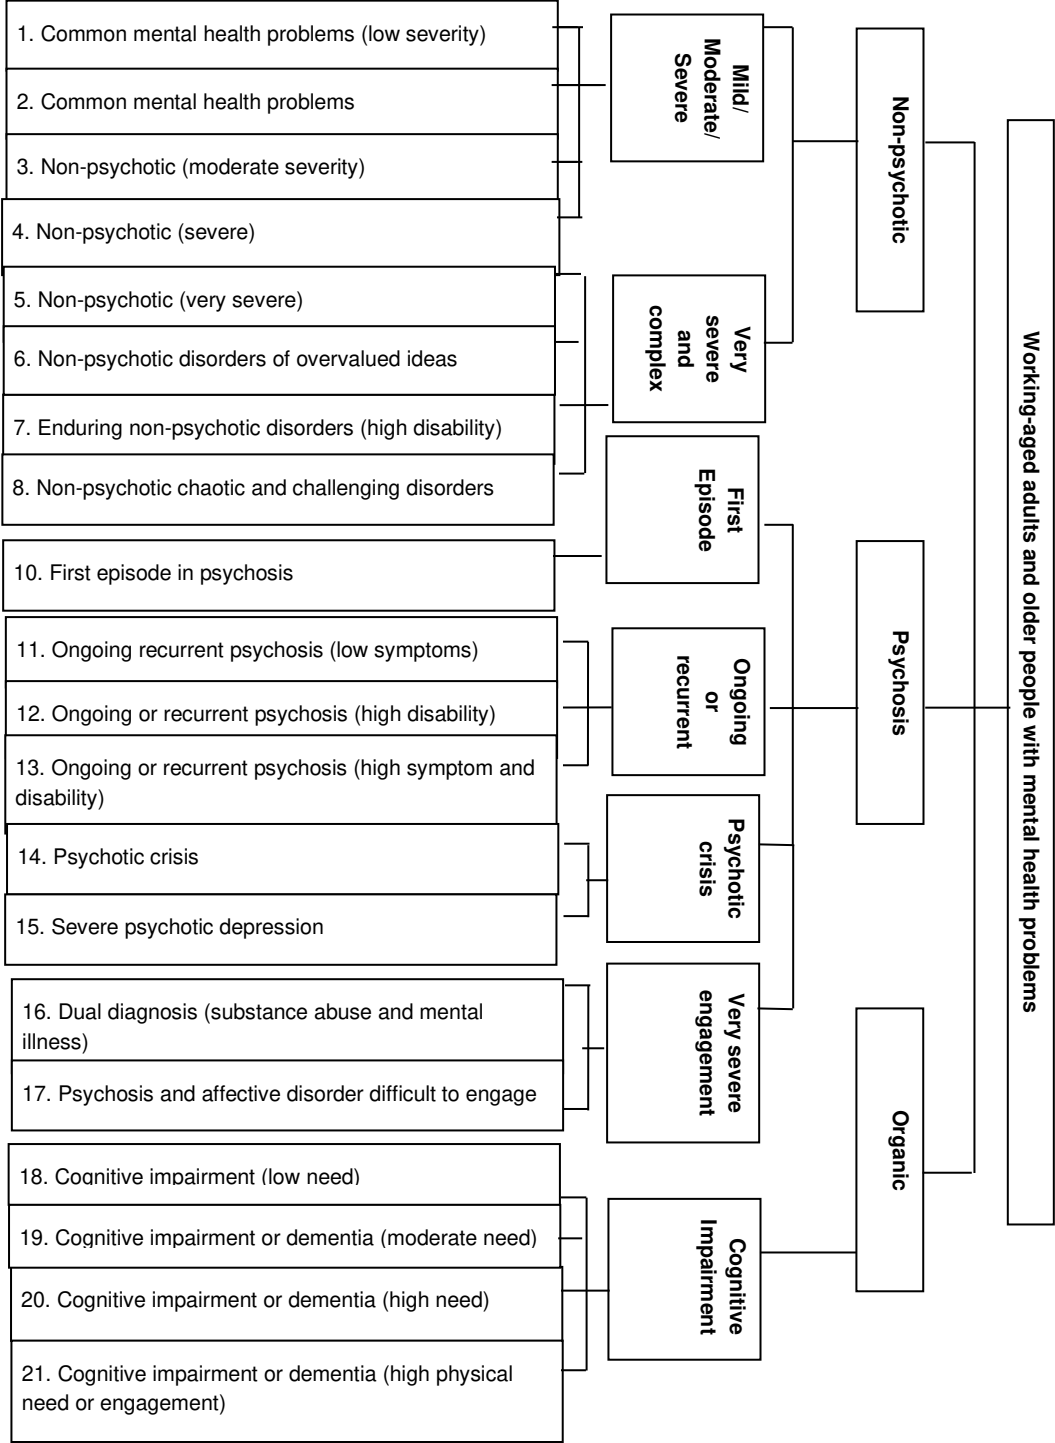 1. Common mental health problems (low severity)
2. Common mental health problems
3. Non-psychotic (moderate severity)
4. Non-psychotic (severe)
5. Non-psychotic (very severe)
6. Non-psychotic disorders of overvalued ideas
7. Enduring non-psychotic disorders (high disability)
8. Non-psychotic chaotic and challenging disorders
10. First episode in psychosis
11. Ongoing recurrent psychosis (low symptoms)
12. Ongoing or recurrent psychosis (high disability)
13. Ongoing or recurrent psychosis (high symptom and
disability)
14. Psychotic crisis
15. Severe psychotic depression
16. Dual diagnosis (substance abuse and mental
illness)
17. Psychosis and affective disorder difficult to engage
18. Cognitive impairment (low need)
19. Cognitive impairment or dementia (moderate need)
20. Cognitive impairment or dementia (high need)
21. Cognitive impairment or dementia (high physical
need or engagement)
Mild/
Moderate/
Severe
Very
severe
and
complex
First
Episode
Ongoing
or
recurrent
Psychotic
crisis
Very severe
engagement
Cognitive
Impairment
Non-psychotic
Psychosis
Organic
Working-aged adults and older people with mental health problems